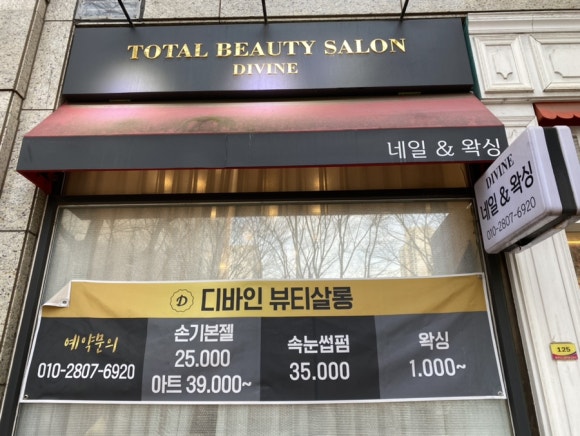 TOTAL BEAUTY SALON
DIVINE
네일 & 왁싱
DIVINE
네일 & 왁싱
010-2807-6920
D 디바인 뷰티살롱
예약문의
010-2807-6920
손기본젤
25.000
아트 39.000~
속눈썹펌
35.000
왁싱
1.000~
125